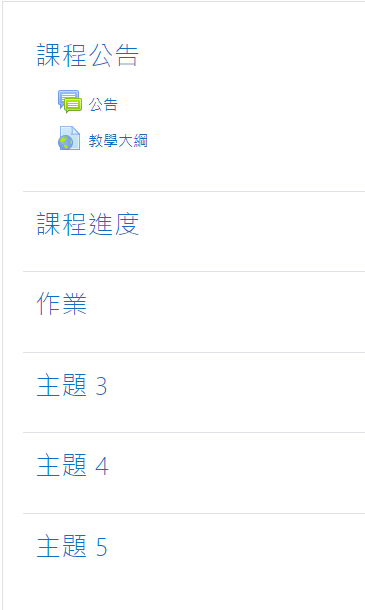 課程公告
公告
教學大綱
課程進度
作業
主題 3
主題 4
主題 5